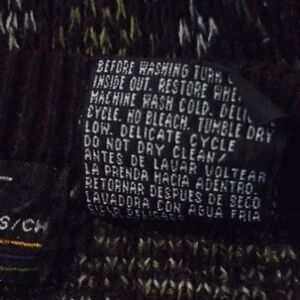 BEFORE WASHING TURN
INSIDE OUT. RESTORE WHE
MACHINE WASH COLD. DELI
CYCLE. NO BLEACH. TUMBLE DRY
LOW. DELICATE CYCLE
DO NOT DRY CLEAN/
ANTES DE LAVAR VOLTEAR
LA PRENDA HACIA ADENTRO.
RETORNAR DESPUES DE SECO
LAVADORA CON AGUA FRIA
S/CH